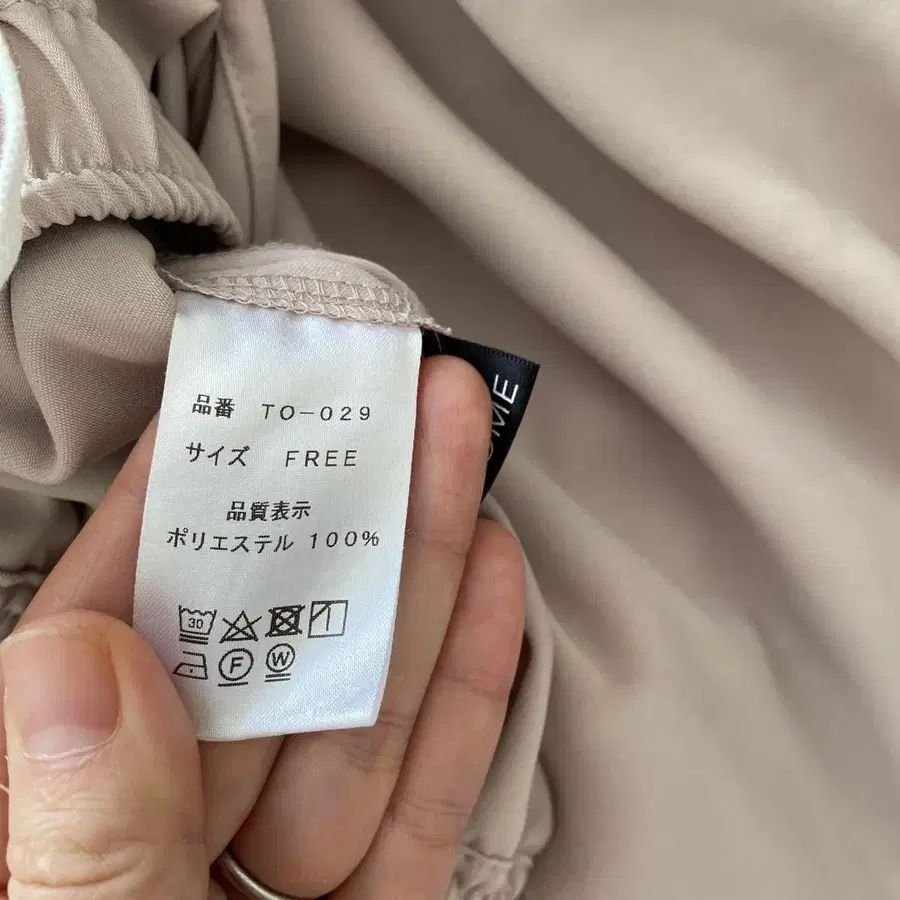 品番 TO-029
サイズ FREE
品質表示
ポリエステル 100%
30
F W